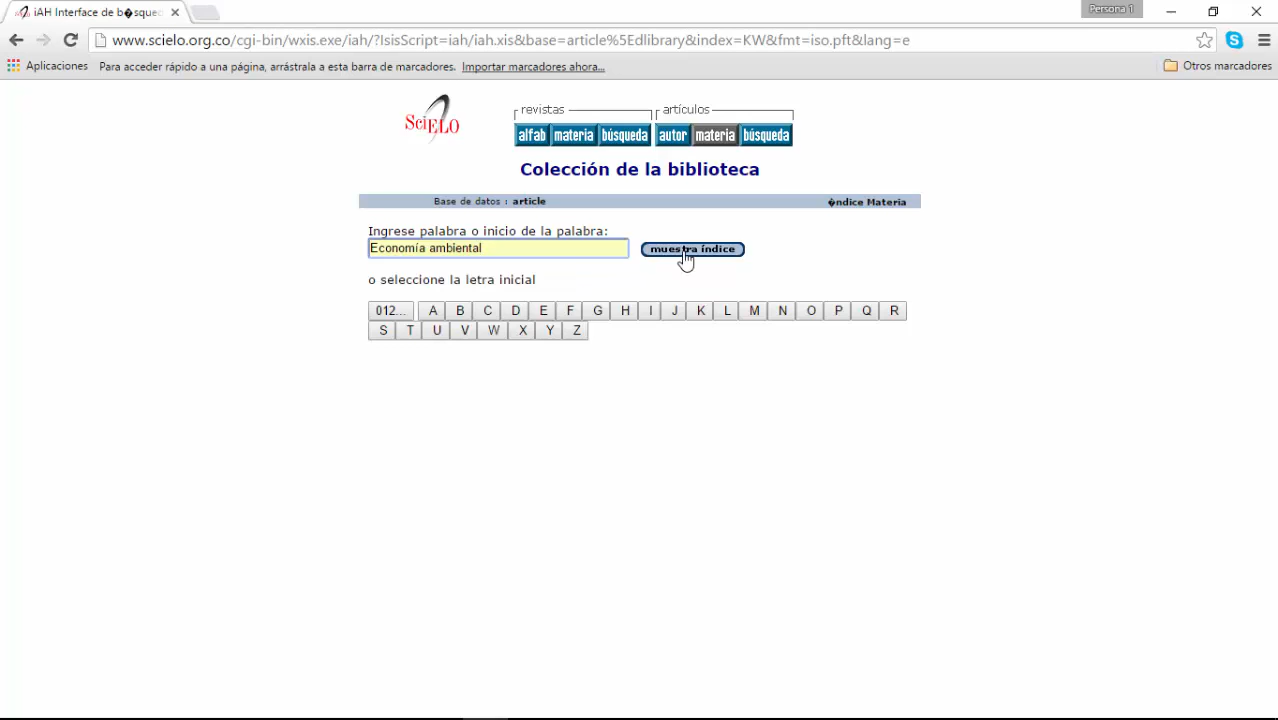 iAH Interface de b�squed
Persona 1
www.scielo.org.co/cgi-bin/wxis.exe/iah/?IsisScript=iah/iah.xis&base=article%5Edlibrary&index=KW&fmt=iso.pft&lang=e
Aplicaciones Para acceder rápido a una página, arrástrala a esta barra de marcadores. Importar marcadores ahora... Otros marcadores
SciELO
revistas artículos
alfab materia búsqueda autor materia búsqueda
Colección de la biblioteca
Base de datos : article �ndice Materia
Ingrese palabra o inicio de la palabra:
Economía ambiental muestra índice
o seleccione la letra inicial
012... A B C D E F G H I J K L M N O P Q R
S T U V W X Y Z